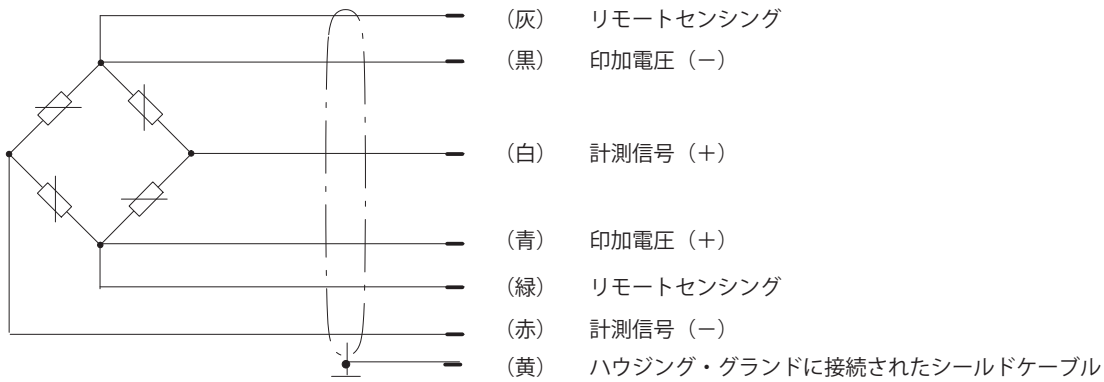 （灰） リモートセンシング
（黒） 印加電圧（－）
（白） 計測信号（＋）
（青） 印加電圧（＋）
（緑） リモートセンシング
（赤） 計測信号（－）
（黄） ハウジング・グランドに接続されたシールドケーブル